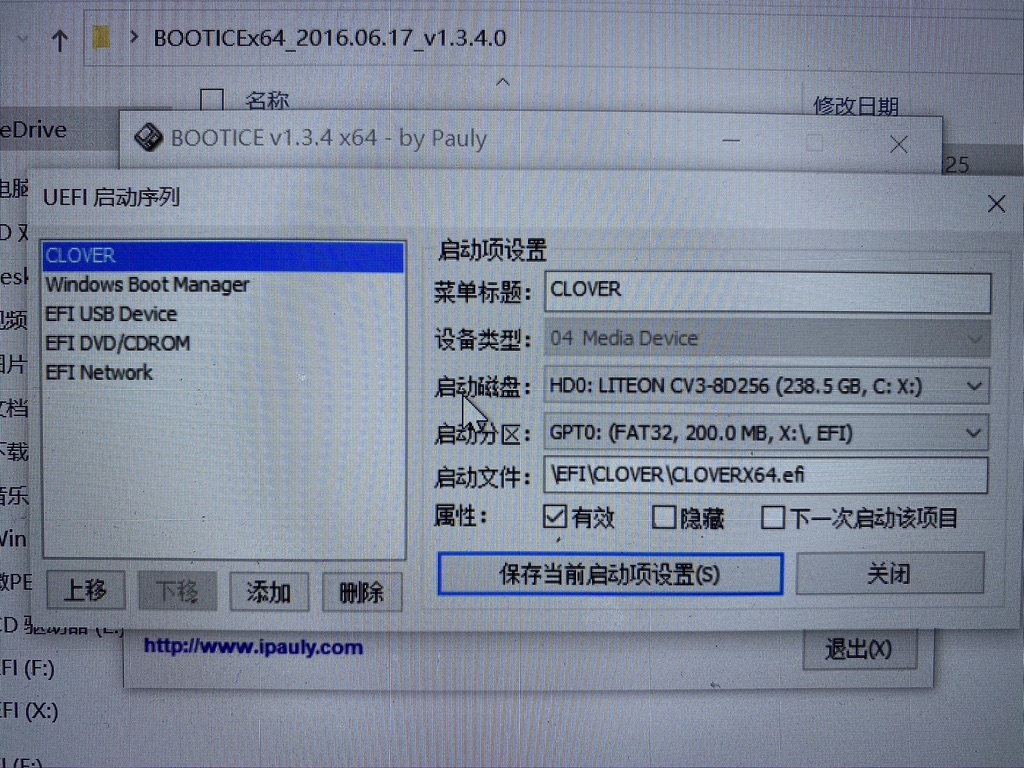 BOOTICEx64_2016.06.17_v1.3.4.0
名称
修改日期
eDrive
BOOTICE v1.3.4 x64 - by Pauly
25
电脑
UEFI 启动序列
CLOVER
Windows Boot Manager
EFI USB Device
EFI DVD/CDROM
EFI Network
启动项设置
菜单标题: CLOVER
设备类型: 04 Media Device
启动磁盘: HD0: LITEON CV3-8D256 (238.5 GB, C: X:)
启动分区: GPT0: (FAT32, 200.0 MB, X:\, EFI)
启动文件: \EFI\CLOVER\CLOVERX64.efi
属性: 有效 隐藏 下一次启动该项目
上移 下移 添加 删除
保存当前启动项设置(S) 关闭
D 对
esk
视频
图片
文档
下载
音乐
Win
微PE
CD 驱动器 (E:)
FI (F:)
FI (X:)
http://www.ipauly.com
退出(X)